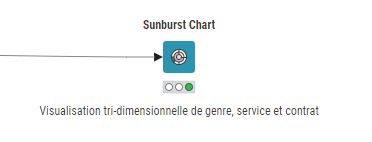 Sunburst Chart
Visualisation tri-dimensionnelle de genre, service et contrat